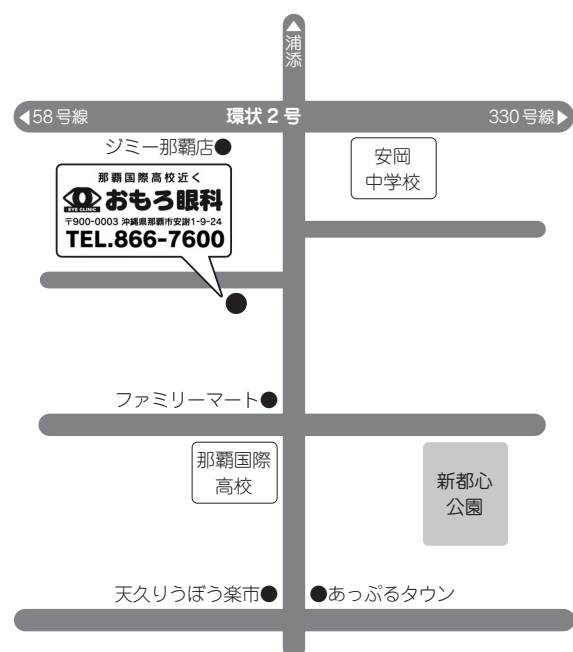 ▲浦添
◀58号線
環状2号
330号線▶
ジミー那覇店●
安岡
中学校
那覇国際高校近く
EYE CLINIC
おもろ眼科
〒900-0003 沖縄県那覇市安謝1-9-24
TEL.866-7600
ファミリーマート●
那覇国際
高校
新都心
公園
天久りうぼう楽市●
●あっぷるタウン